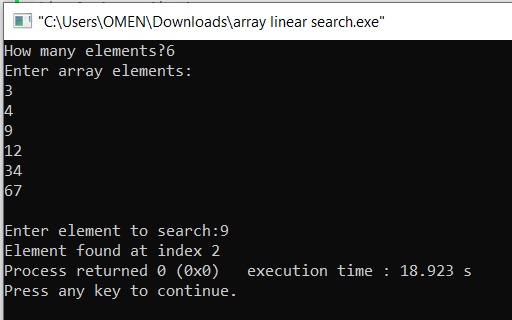 "C:\Users\OMEN\Downloads\array linear search.exe"
How many elements?6
Enter array elements:
3
4
9
12
34
67
Enter element to search:9
Element found at index 2
Process returned 0 (0x0)   execution time : 18.923 s
Press any key to continue.